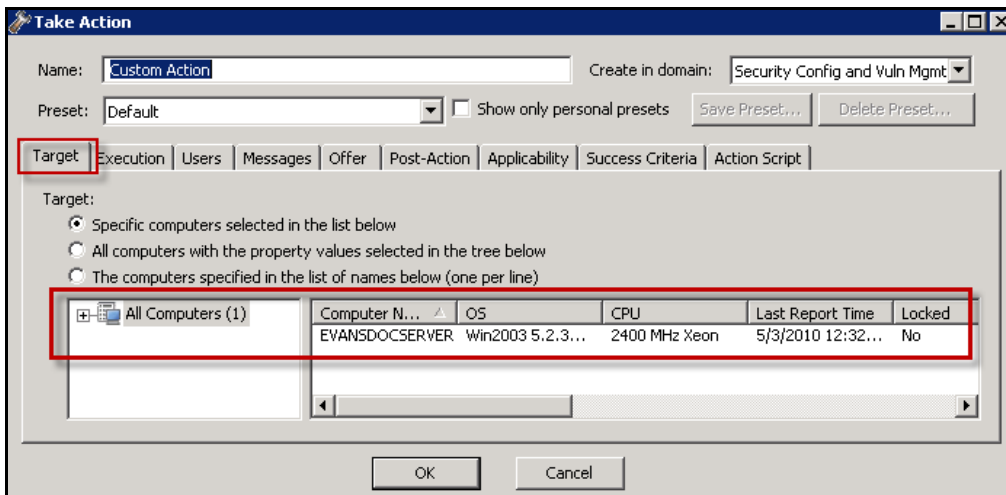 Take Action
Name: Custom Action Create in domain: Security Config and Vuln Mgmt
Preset: Default Show only personal presets Save Preset... Delete Preset...
Target Execution Users Messages Offer Post-Action Applicability Success Criteria Action Script
Target:
Specific computers selected in the list below
All computers with the property values selected in the tree below
The computers specified in the list of names below (one per line)
All Computers (1) Computer N... OS CPU Last Report Time Locked
EVANSDOCSERVER Win2003 5.2.3... 2400 MHz Xeon 5/3/2010 12:32... No
OK Cancel